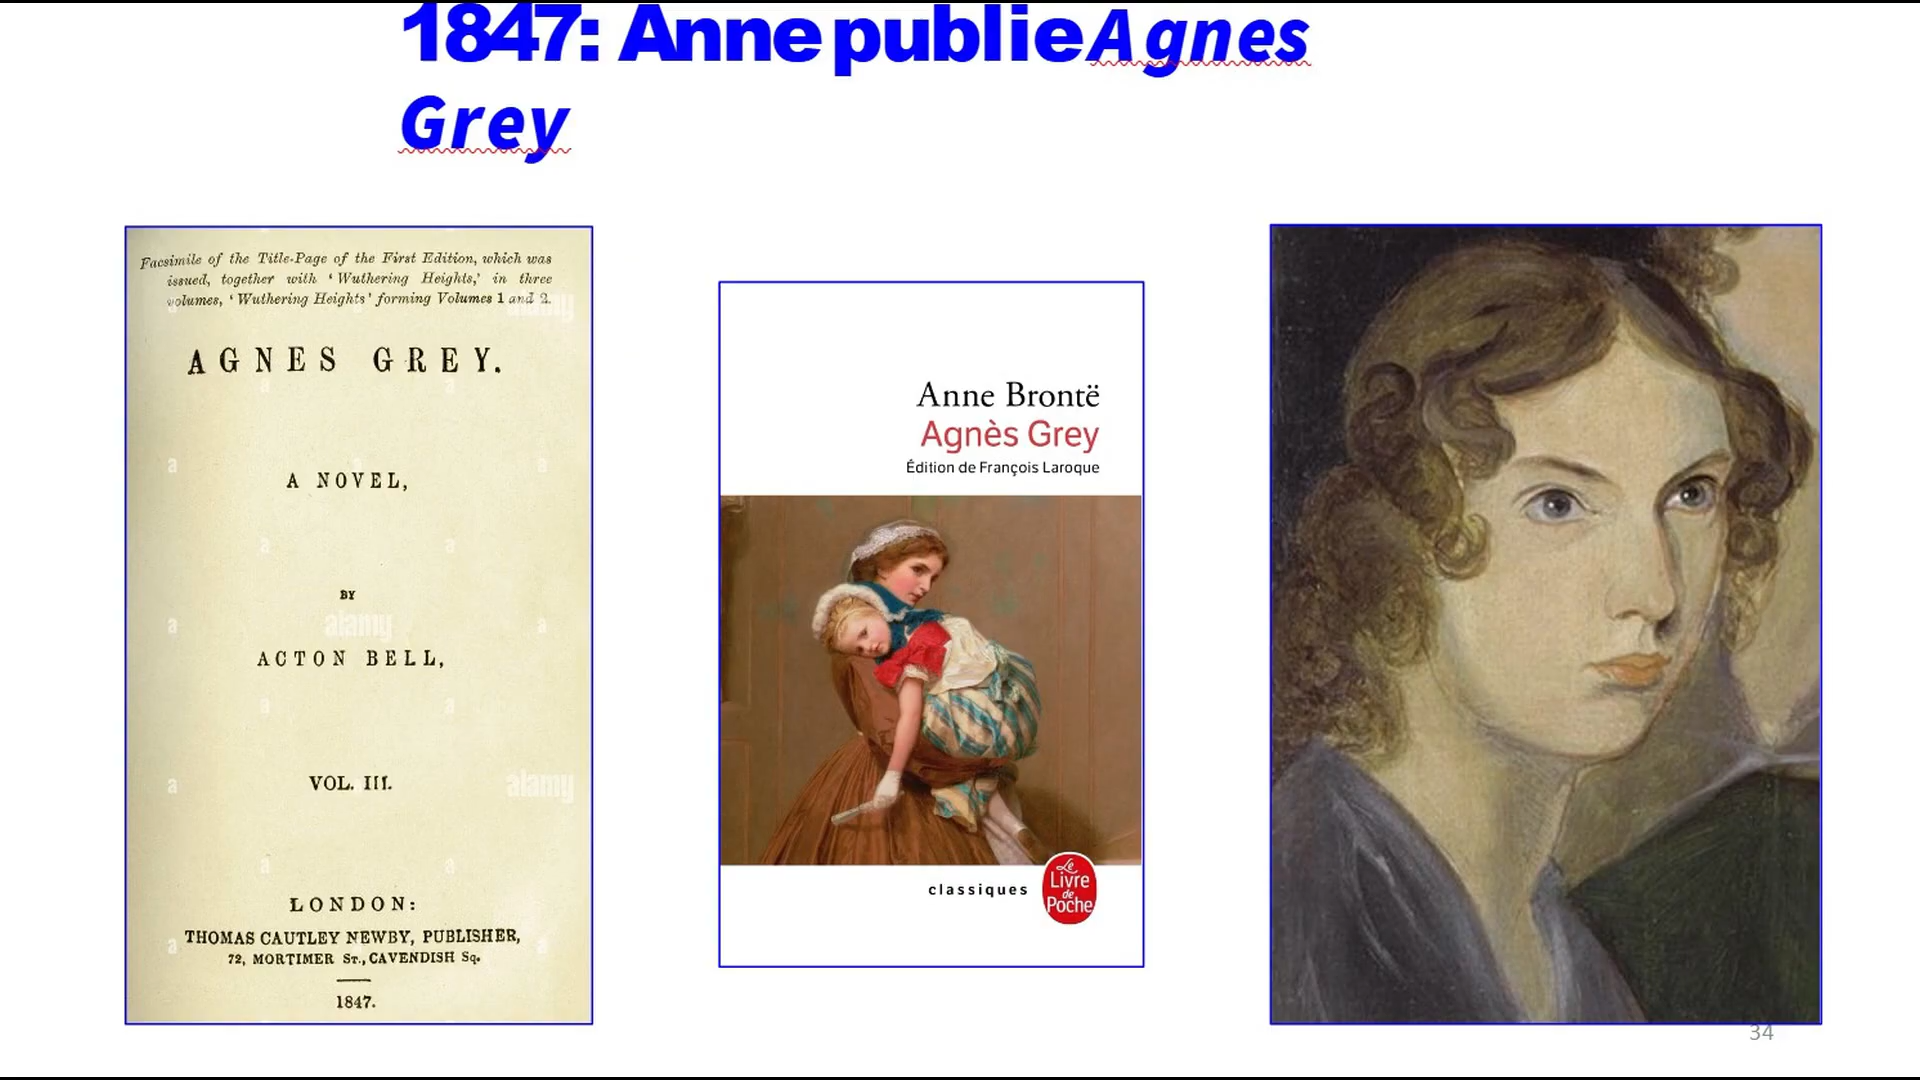 1847: Anne publie Agnes
Grey
Facsimile of the Title-Page of the First Edition, which was
issued, together with ‘Wuthering Heights,’ in three
volumes, ‘Wuthering Heights’ forming Volumes 1 and 2.
AGNES GREY.
A NOVEL,
BY
ACTON BELL,
VOL. III.
LONDON:
THOMAS CAUTLEY NEWBY, PUBLISHER,
72, MORTIMER ST., CAVENDISH Sq.
1847.
alamy
alamy
alamy
Anne Brontë
Agnès Grey
Édition de François Laroque
classiques
Le
Livre
de
Poche
34